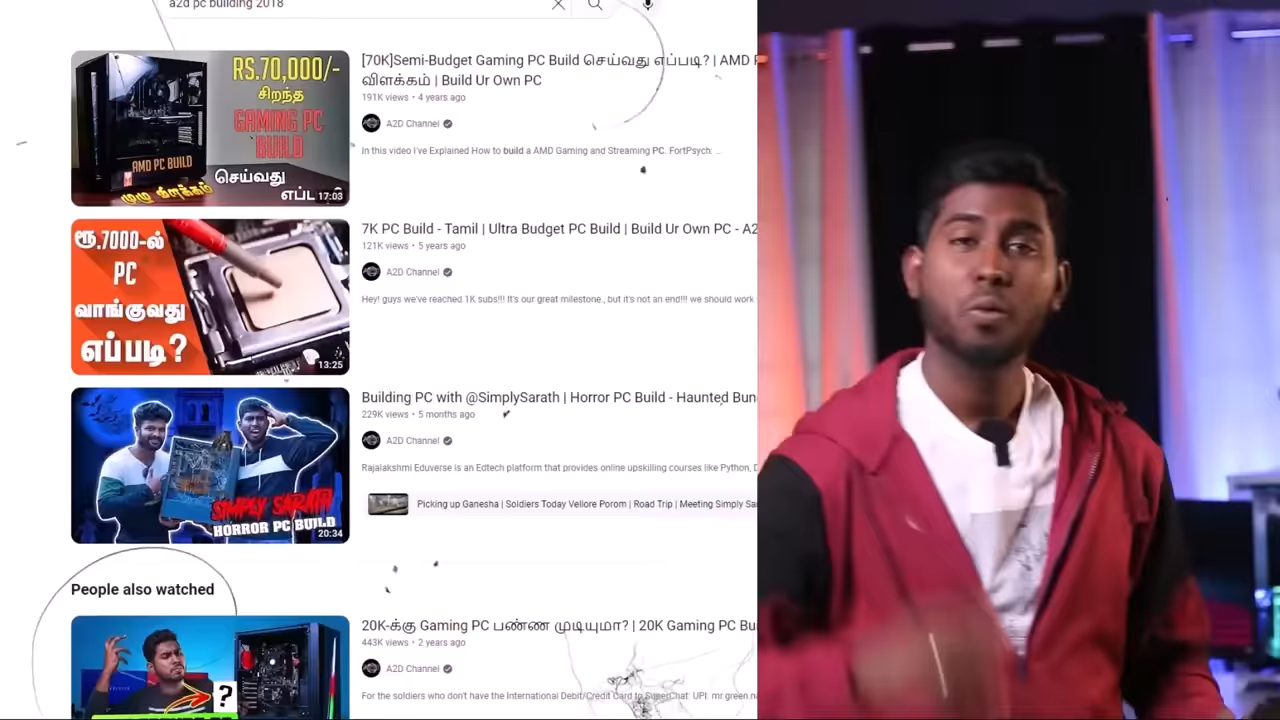 a2d pc building 2018
RS.70,000/-
சிறந்த
GAMING PC
BUILD
AMD PC BUILD
முழு விளக்கம்
செய்வது
17:03
[70K]Semi-Budget Gaming PC Build செய்வது எப்படி? | AMD
விளக்கம் | Build Ur Own PC
191K views • 4 years ago
A2D Channel
In this video I've Explained How to build a AMD Gaming and Streaming PC. FortPsych: ...
ரூ.7000-ல்
PC
வாங்குவது
எப்படி?
13:25
7K PC Build - Tamil | Ultra Budget PC Build | Build Ur Own PC -
121K views • 5 years ago
A2D Channel
Hey! guys we've reached 1K subs!!! It's our great milestone., but it's not an end!!! we should work
SIMPLY SARATH
HORROR PC BUILD
20:34
Building PC with @SimplySarath | Horror PC Build - Haunted
229K views • 5 months ago
A2D Channel
Rajalakshmi Eduverse is an Edtech platform that provides online upskilling courses like Python,
Picking up Ganesha | Soldiers Today Vellore Porom | Road Trip | Meeting Simply
People also watched
?
20K-க்கு Gaming PC பண்ண முடியுமா? | 20K Gaming PC
443K views • 2 years ago
A2D Channel
For the soldiers who don't have the International Debit/Credit Card to SuperChat: UPI: mr.green.